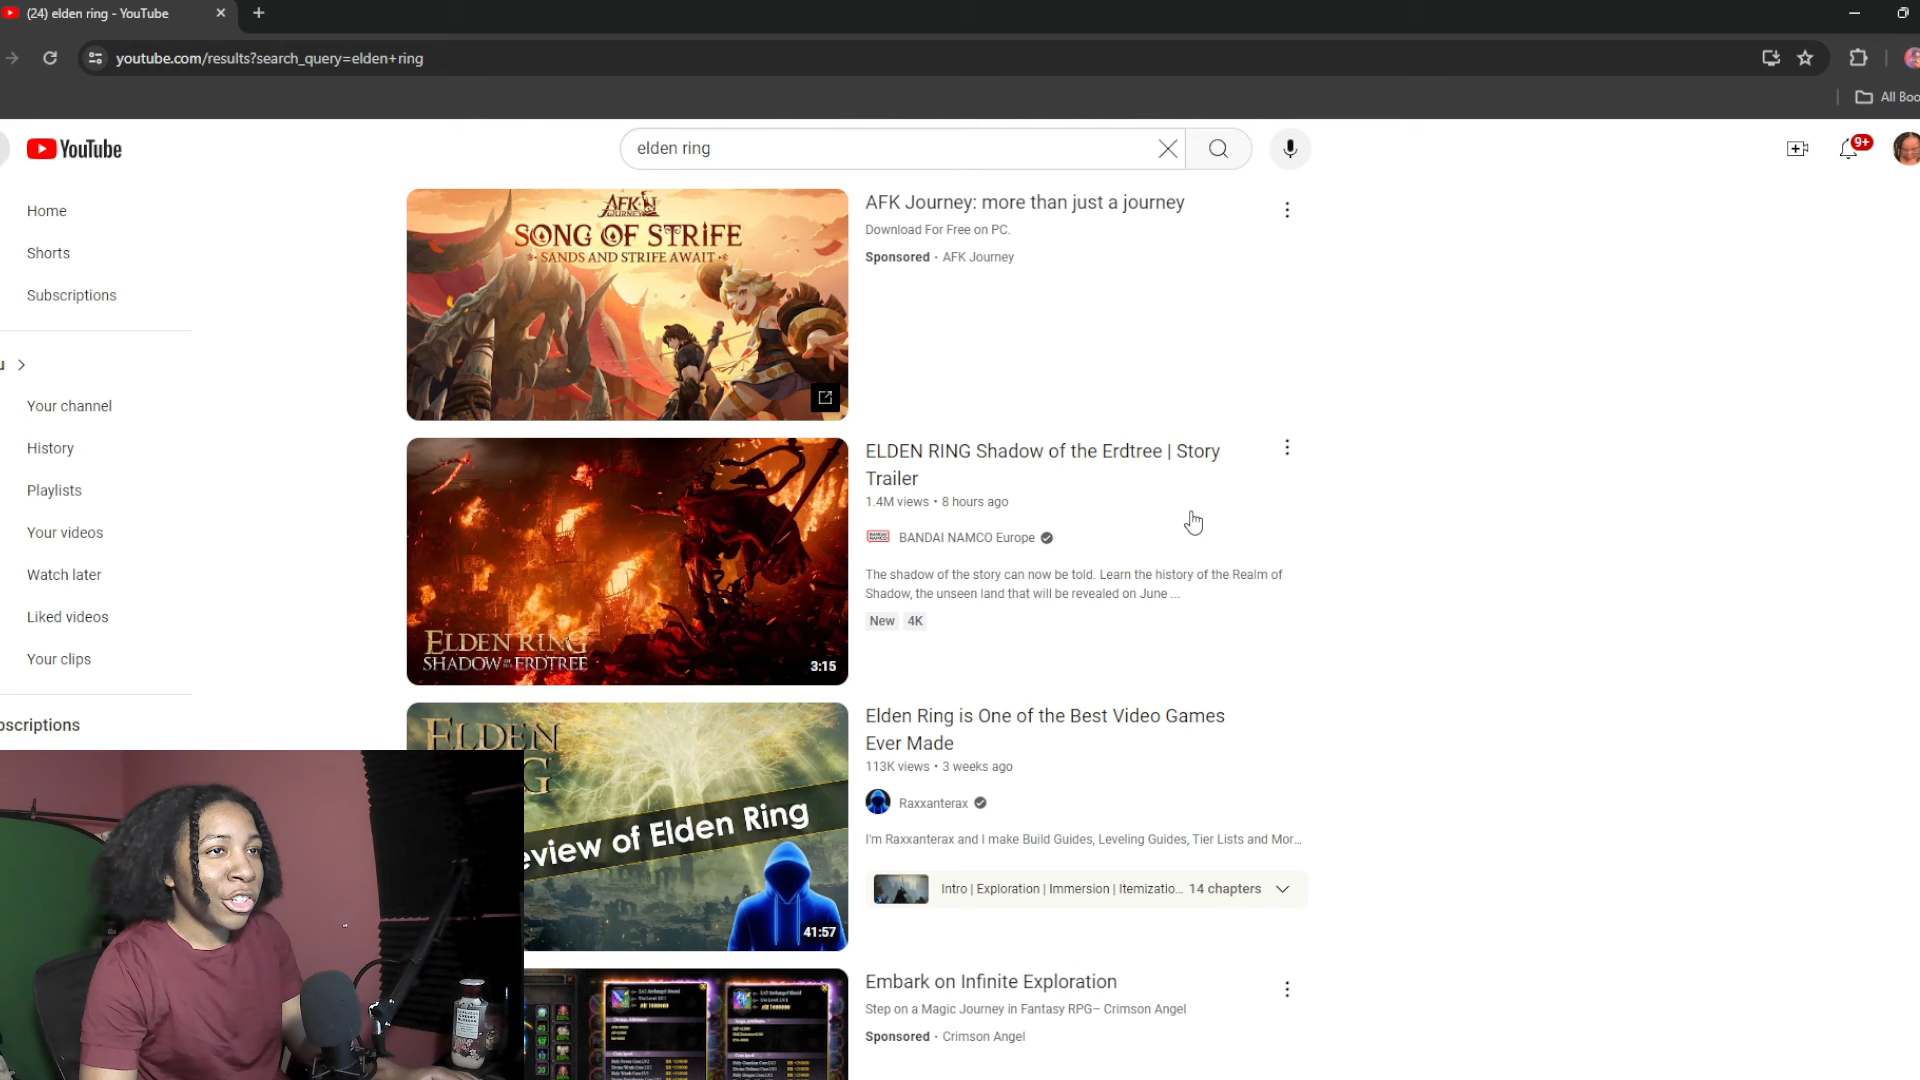 (24) elden ring - YouTube
youtube.com/results?search_query=elden+ring
All Boo
YouTube
elden ring
9+
Home
Shorts
Subscriptions
Your channel
History
Playlists
Your videos
Watch later
Liked videos
Your clips
bscriptions
AFK
JOURNEY
SONG OF STRIFE
SANDS AND STRIFE AWAIT
AFK Journey: more than just a journey
Download For Free on PC.
Sponsored · AFK Journey
ELDEN RING
SHADOW OF THE ERDTREE
3:15
ELDEN RING Shadow of the Erdtree | Story
Trailer
1.4M views • 8 hours ago
BANDAI NAMCO Europe
The shadow of the story can now be told. Learn the history of the Realm of
Shadow, the unseen land that will be revealed on June ...
New 4K
ELDEN
G
eview of Elden Ring
41:57
Elden Ring is One of the Best Video Games
Ever Made
113K views • 3 weeks ago
Raxxanterax
I'm Raxxanterax and I make Build Guides, Leveling Guides, Tier Lists and Mor...
Intro | Exploration | Immersion | Itemizatio... 14 chapters
Embark on Infinite Exploration
Step on a Magic Journey in Fantasy RPG– Crimson Angel
Sponsored · Crimson Angel